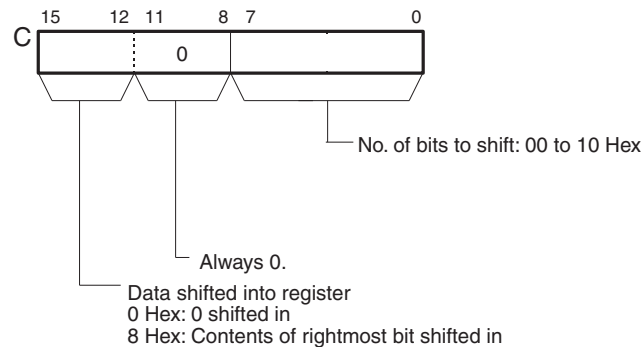 15 12 11 8 7 0
C
0
No. of bits to shift: 00 to 10 Hex
Always 0.
Data shifted into register
0 Hex: 0 shifted in
8 Hex: Contents of rightmost bit shifted in